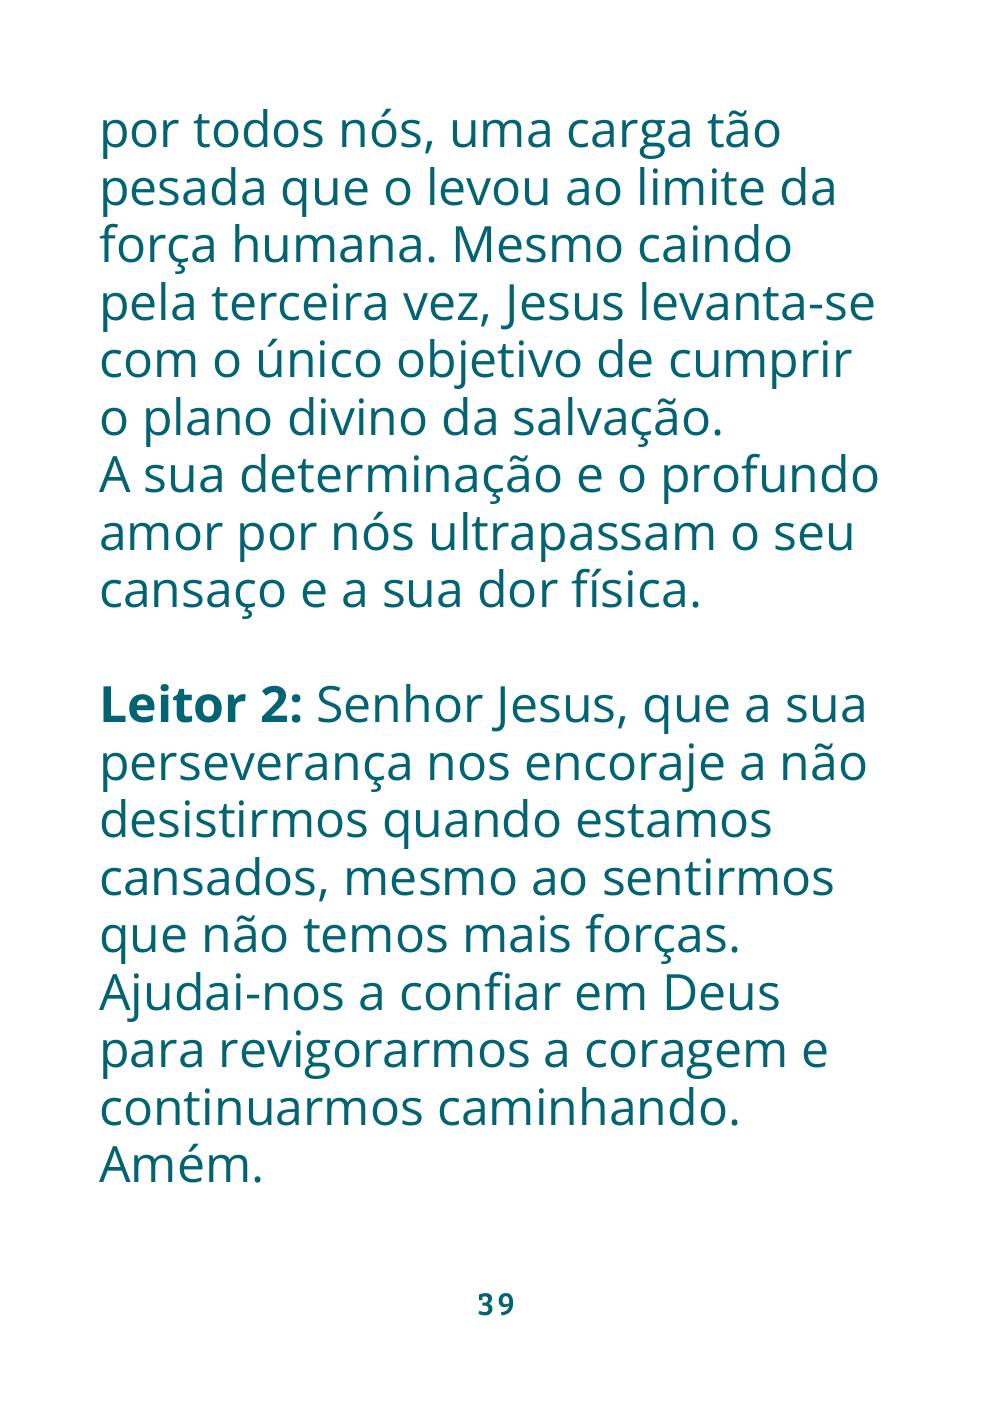 por todos nós, uma carga tão
pesada que o levou ao limite da
força humana. Mesmo caindo
pela terceira vez, Jesus levanta-se
com o único objetivo de cumprir
o plano divino da salvação.
A sua determinação e o profundo
amor por nós ultrapassam o seu
cansaço e a sua dor física.
Leitor 2: Senhor Jesus, que a sua
perseverança nos encoraje a não
desistirmos quando estamos
cansados, mesmo ao sentirmos
que não temos mais forças.
Ajudai-nos a confiar em Deus
para revigorarmos a coragem e
continuarmos caminhando.
Amém.
39